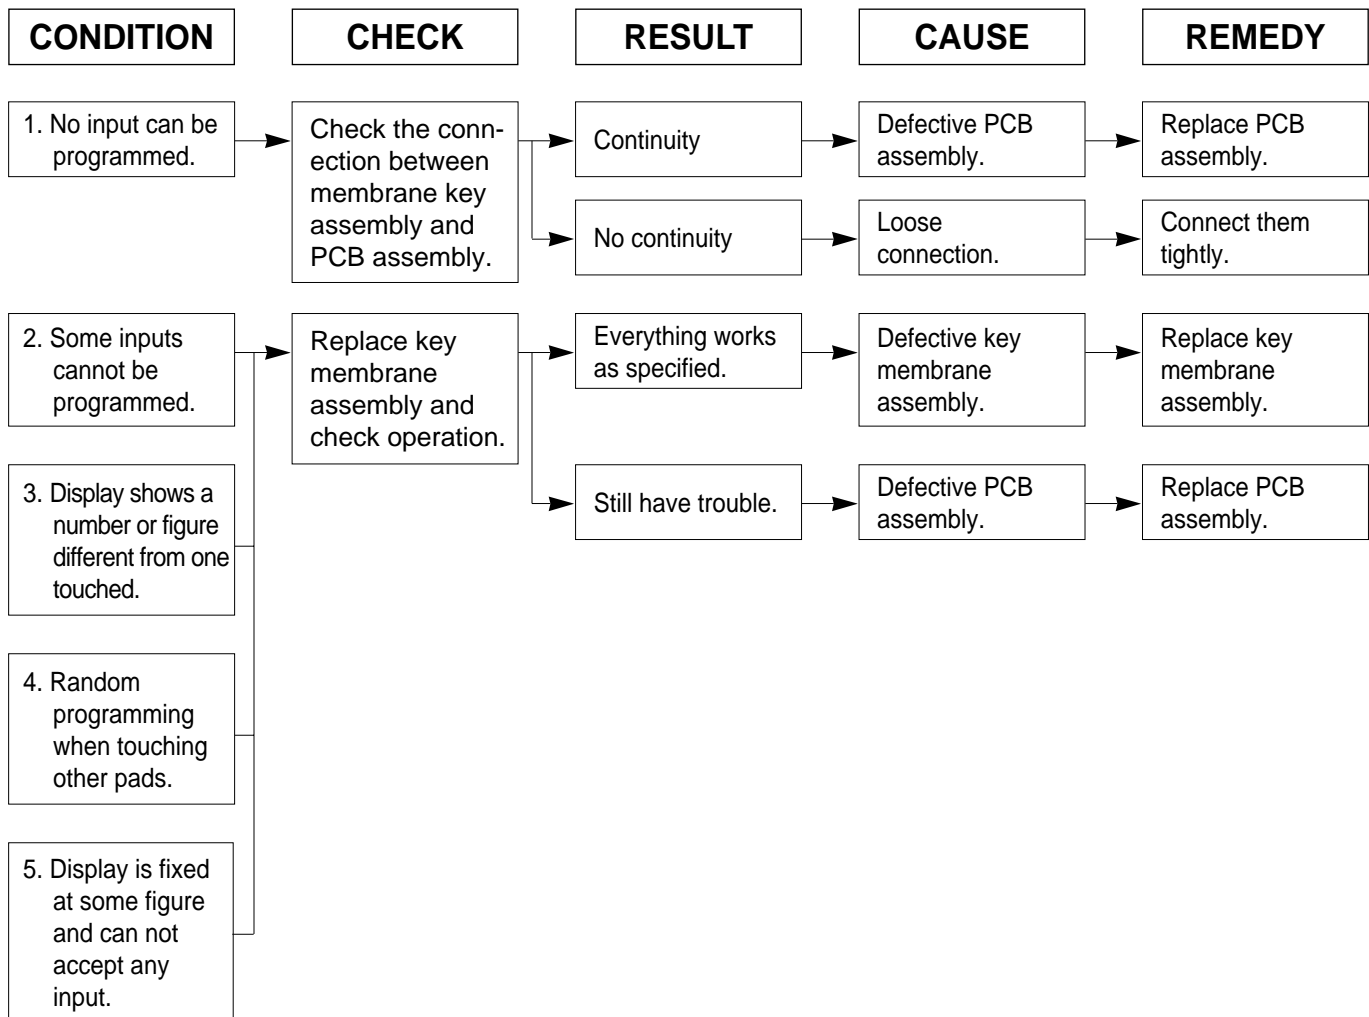 CONDITION
CHECK
RESULT
CAUSE
REMEDY
1. No input can be
programmed.
Check the conn-
ection between
membrane key
assembly and
PCB assembly.
Continuity
Defective PCB
assembly.
Replace PCB
assembly.
No continuity
Loose
connection.
Connect them
tightly.
2. Some inputs
cannot be
programmed.
Replace key
membrane
assembly and
check operation.
Everything works
as specified.
Defective key
membrane
assembly.
Replace key
membrane
assembly.
Still have trouble.
Defective PCB
assembly.
Replace PCB
assembly.
3. Display shows a
number or figure
different from one
touched.
4. Random
programming
when touching
other pads.
5. Display is fixed
at some figure
and can not
accept any
input.